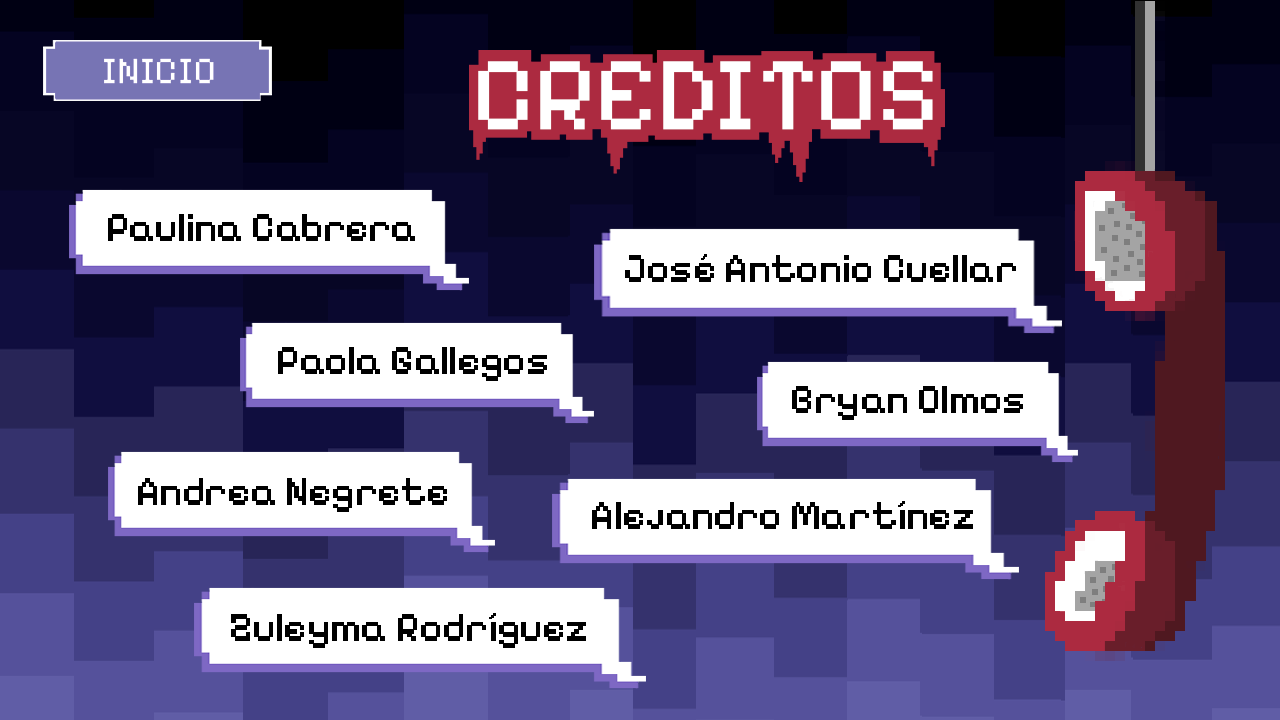 INICIO
CREDITOS
Paulina Cabrera
José Antonio Cuellar
Paola Gallegos
Bryan Olmos
Andrea Negrete
Alejandro Martínez
Zuleyma Rodríguez